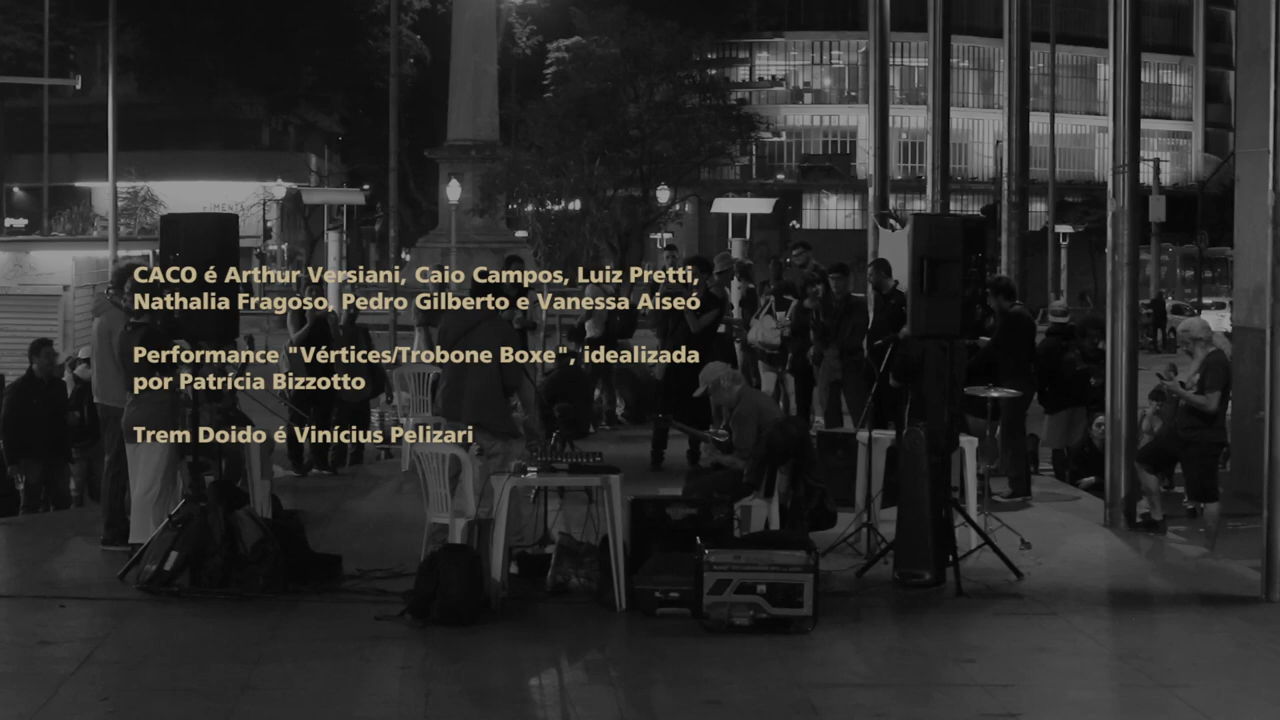 CACO é Arthur Versiani, Caio Campos, Luiz Pretti,
Nathalia Fragoso, Pedro Gilberto e Vanessa Aiseó
Performance "Vértices/Trobone Boxe", idealizada
por Patrícia Bizzotto
Trem Doido é Vinícius Pelizari